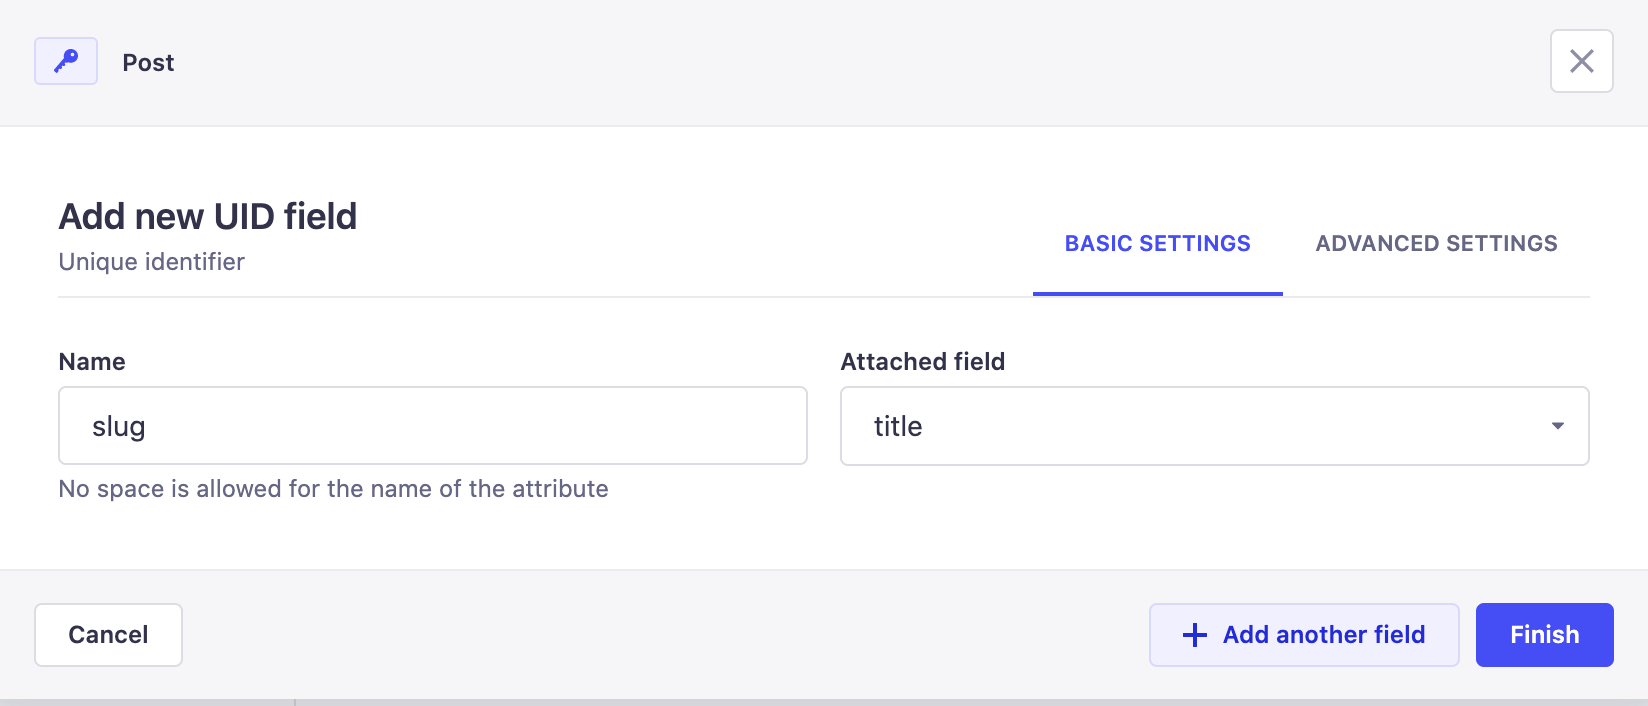 Post
Add new UID field
Unique identifier
BASIC SETTINGS
ADVANCED SETTINGS
Name
Attached field
slug
title
No space is allowed for the name of the attribute
Cancel
Add another field
Finish